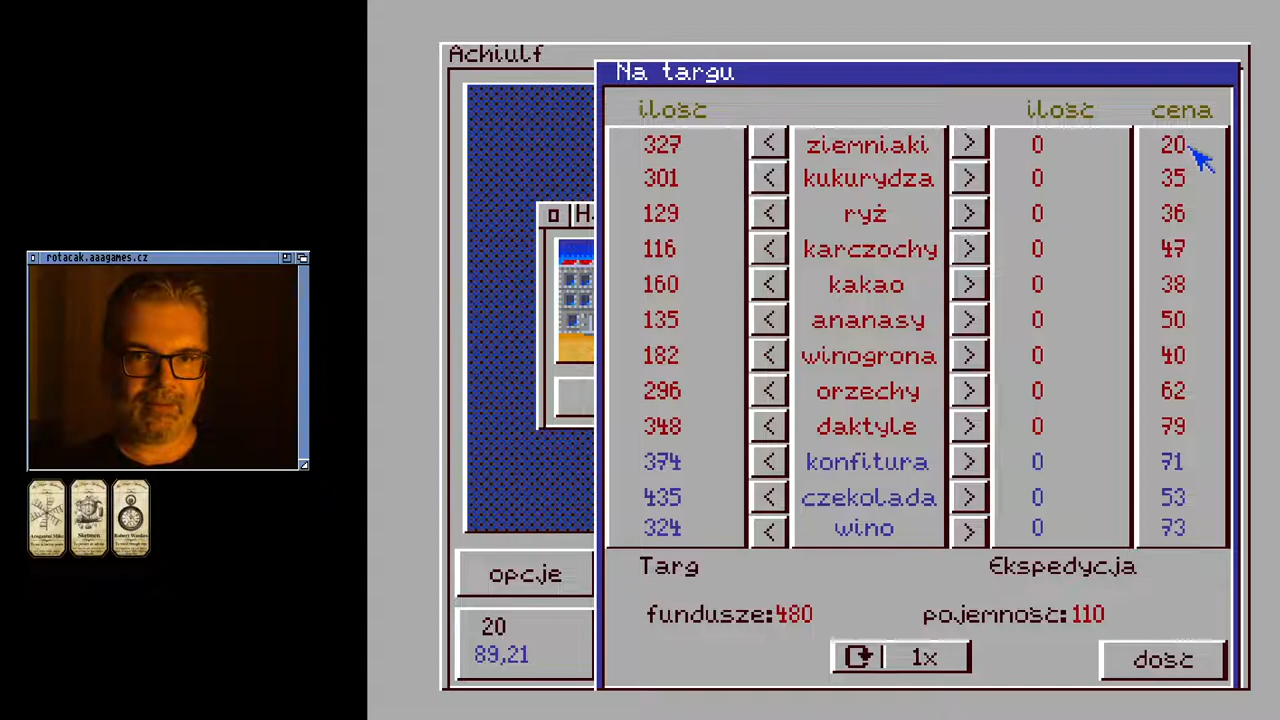 rotacak.aaagames.cz
Achiulf
Na targu
ilość ilość cena
327 < ziemniaki > 0 20
301 < kukurydza > 0 35
129 < ryż > 0 36
116 < karczochy > 0 47
160 < kakao > 0 38
135 < ananasy > 0 50
182 < winogrona > 0 40
296 < orzechy > 0 62
348 < daktyle > 0 79
374 < konfitura > 0 71
435 < czekolada > 0 53
324 < wino > 0 73
Targ Ekspedycja
fundusze:480 pojemność:110
1x dość
H
opcje
20
89,21